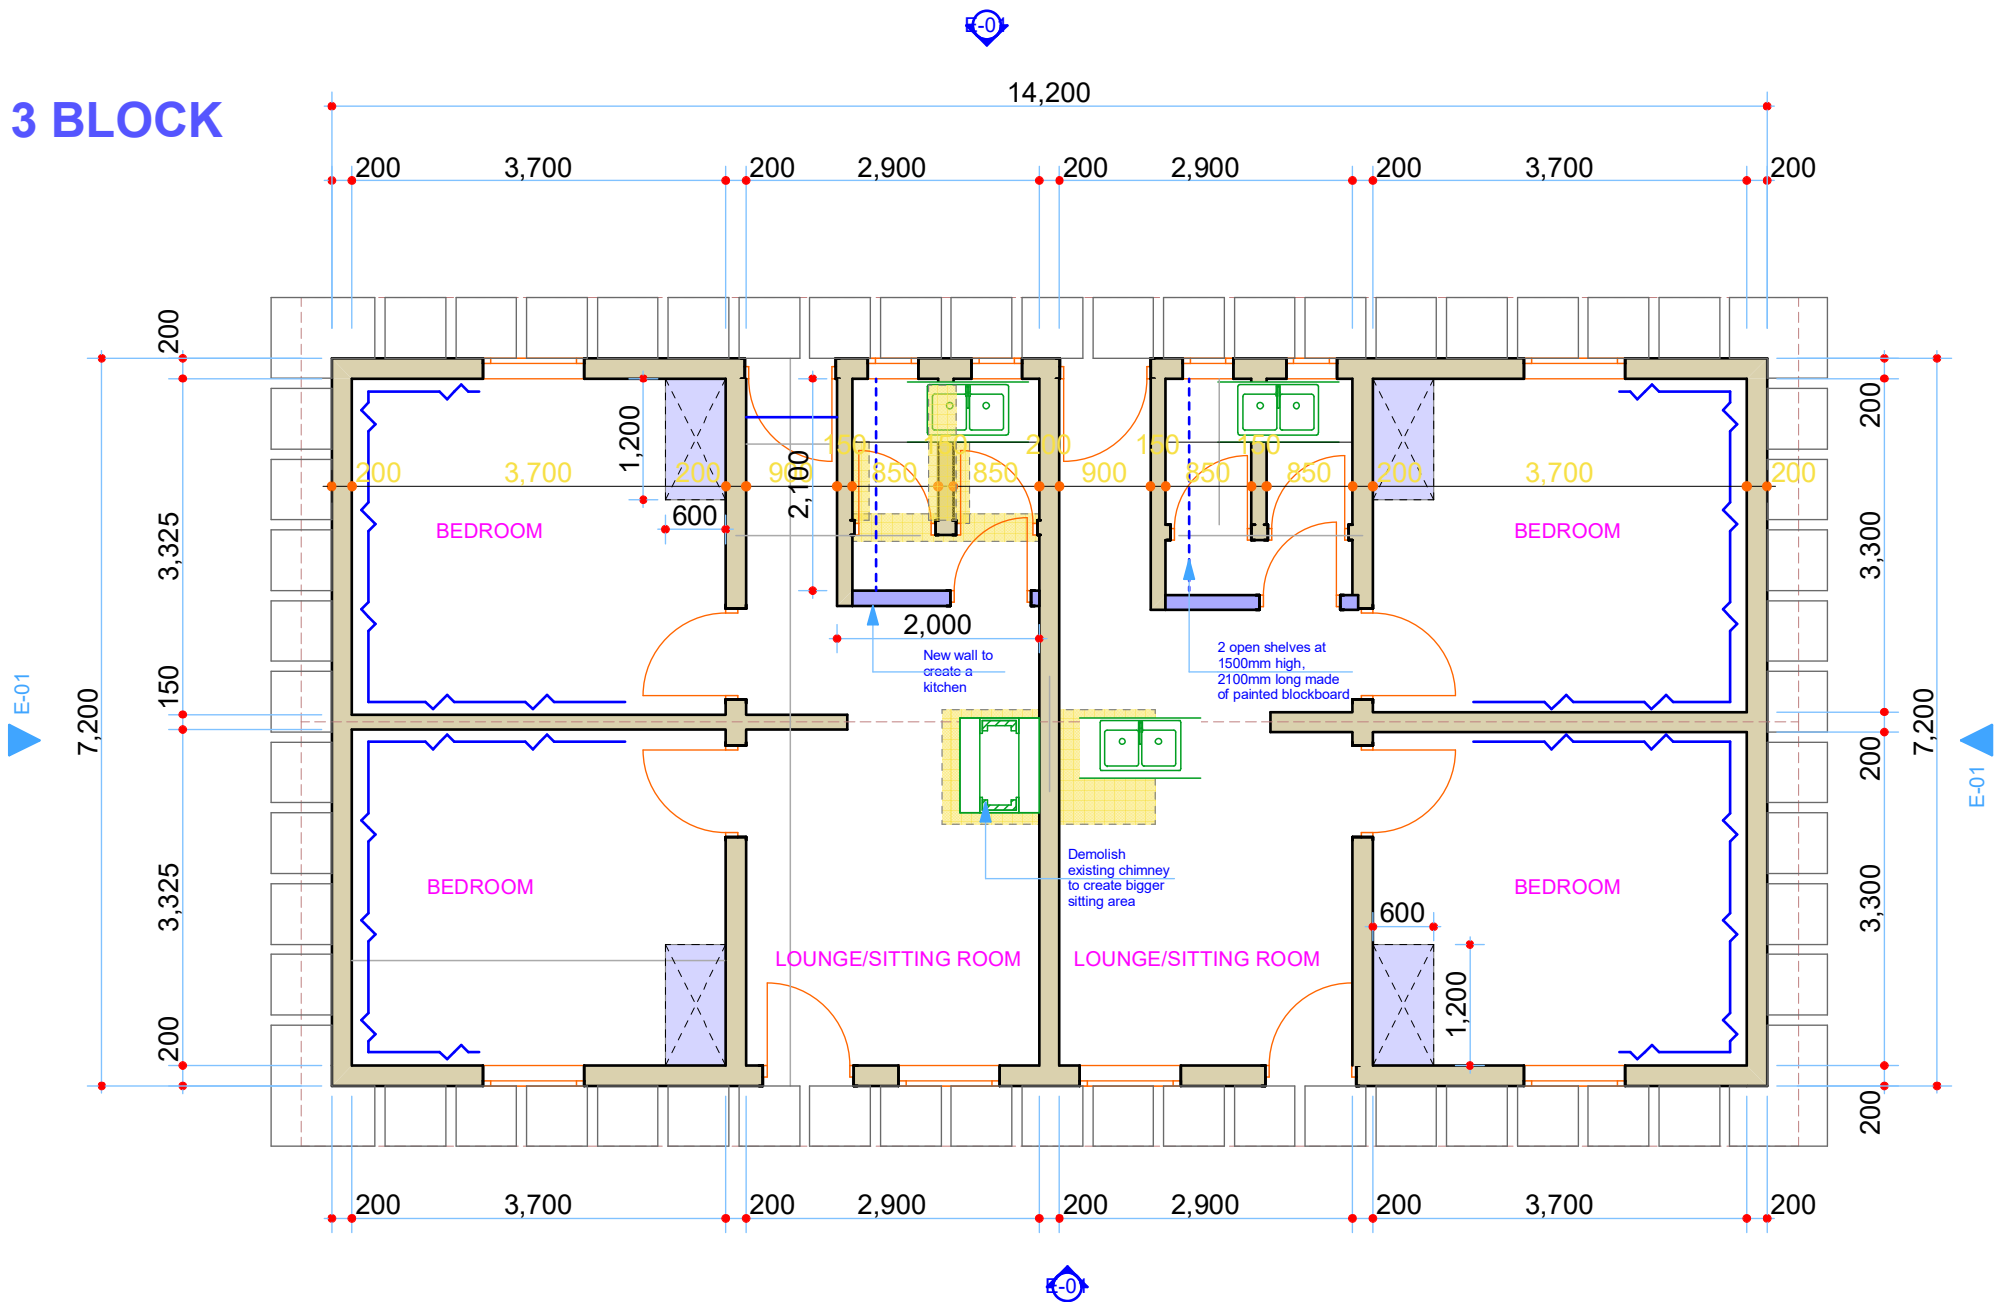 E-01
14,200
3 BLOCK
200 3,700 200 2,900 200 2,900 200 3,700 200
200
200
1,200
2,100
150 150 200 150 150
200 3,700 200 900 850 850 900 850 850 200 3,700 200
600
3,325
3,300
BEDROOM
BEDROOM
2,000
New wall to
create a
kitchen
2 open shelves at
1500mm high,
2100mm long made
of painted blockboard
E-01
7,200
150
200
7,200
E-01
Demolish
existing chimney
to create bigger
sitting area
BEDROOM
BEDROOM
3,325
3,300
600
1,200
LOUNGE/SITTING ROOM
LOUNGE/SITTING ROOM
200
200
200 3,700 200 2,900 200 2,900 200 3,700 200
E-01